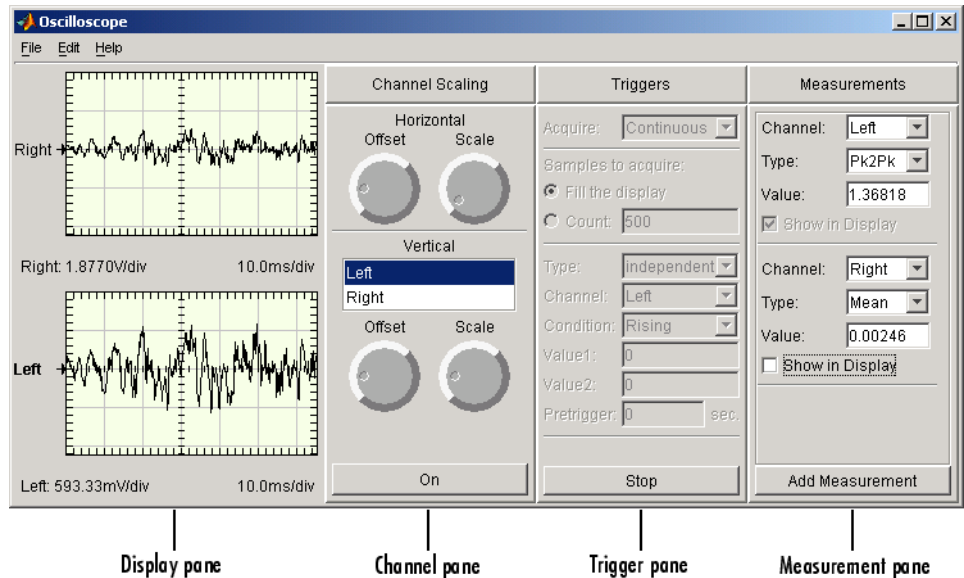 Oscilloscope
File Edit Help
Right
Right: 1.8770V/div 10.0ms/div
Left
Left: 593.33mV/div 10.0ms/div
Channel Scaling
Horizontal
Offset Scale
Vertical
Left
Right
Offset Scale
On
Triggers
Acquire: Continuous
Samples to acquire:
Fill the display
Count: 500
Type: independent
Channel: Left
Condition: Rising
Value1: 0
Value2: 0
Pretrigger: 0 sec.
Stop
Measurements
Channel: Left
Type: Pk2Pk
Value: 1.36818
Show in Display
Channel: Right
Type: Mean
Value: 0.00246
Show in Display
Add Measurement
Display pane
Channel pane
Trigger pane
Measurement pane